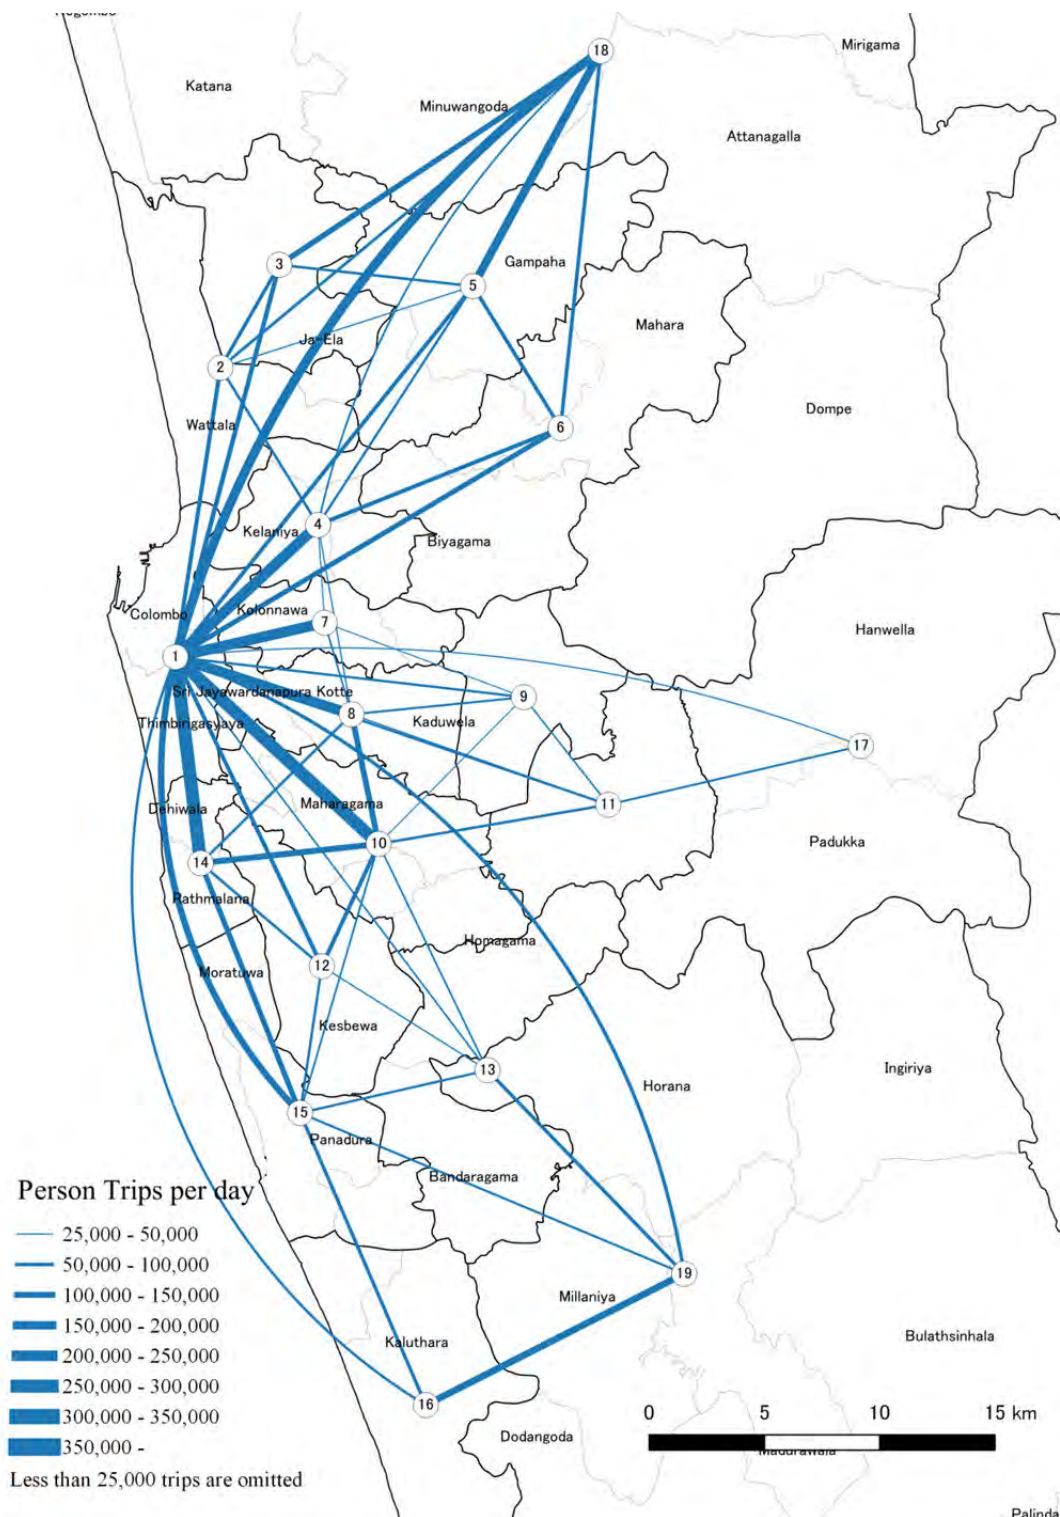 Negombo
Mirigama
18
Katana
Minuwangoda
Attanagalla
3
Gampaha
5
Mahara
Ja-Ela
2
Dompe
Wattala
6
4
Kelaniya
Biyagama
Colombo
Kolonnawa
7
Hanwella
1
Sri Jayawardanapura Kotte
9
8
Kaduwela
Thimbirigasyaya
17
11
Dehiwala
Maharagama
10
Padukka
14
Rathmalana
Homagama
12
Moratuwa
Kesbewa
13
Ingiriya
Horana
15
Panadura
Bandaragama
Person Trips per day
25,000 - 50,000
50,000 - 100,000
100,000 - 150,000
150,000 - 200,000
200,000 - 250,000
250,000 - 300,000
300,000 - 350,000
350,000 -
Less than 25,000 trips are omitted
19
Millaniya
Bulathsinhala
Kaluthara
16
0 5 10 15 km
Dodangoda
Madurawala
Palinda